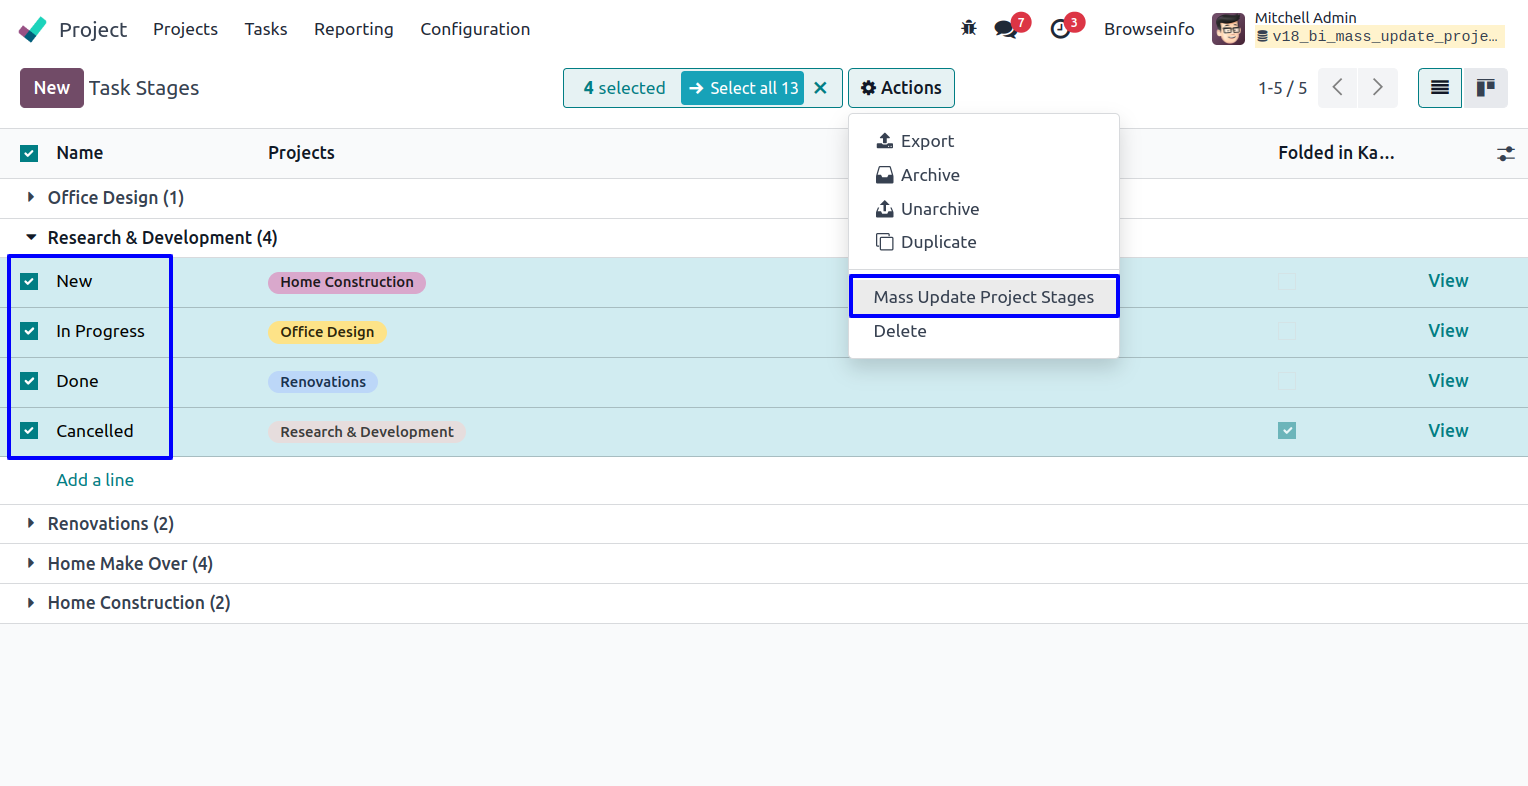 Project Projects Tasks Reporting Configuration 7 3 Browseinfo Mitchell Admin
v18_bi_mass_update_proje...
New Task Stages 4 selected Select all 13 Actions 1-5 / 5
Export
Archive
Unarchive
Duplicate
Mass Update Project Stages
Delete
Name Projects Folded in Ka...
Office Design (1)
Research & Development (4)
New Home Construction View
In Progress Office Design View
Done Renovations View
Cancelled Research & Development View
Add a line
Renovations (2)
Home Make Over (4)
Home Construction (2)